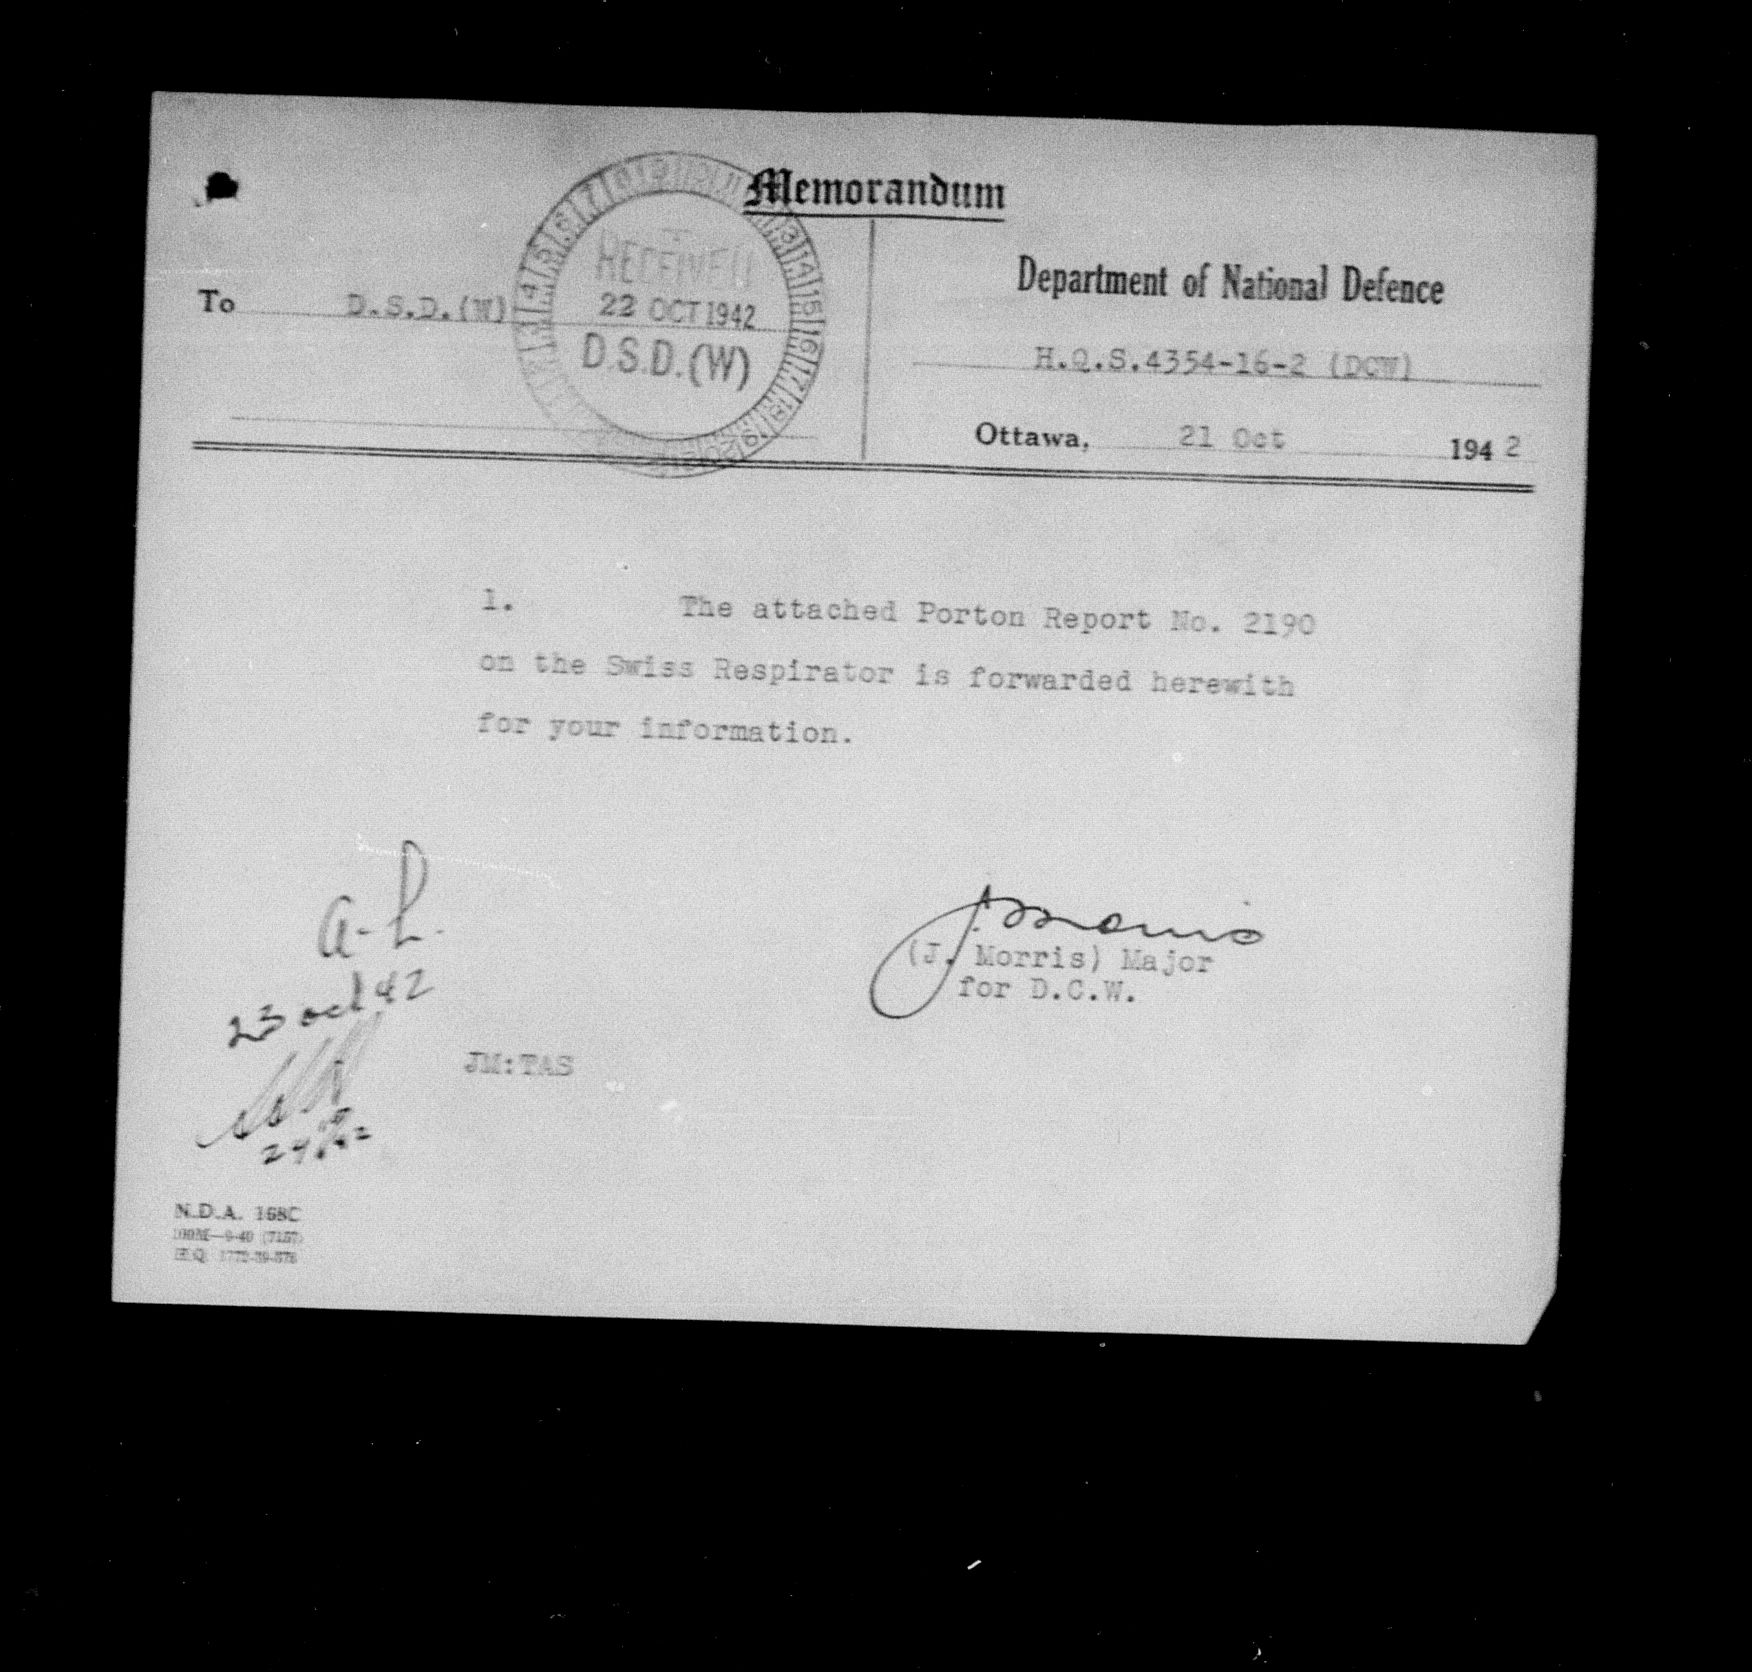 Memorandum
RECEIVED
22 OCT 1942
D.S.D.(W)
To D.S.D.(W)
Department of National Defence
H.Q.S.4354-16-2 (DCW)
Ottawa, 21 Oct 1942
1. The attached Porton Report No. 2190
on the Swiss Respirator is forwarded herewith
for your information.
J Morris
(J. Morris) Major
for D.C.W.
23 Oct 42
JM:TAS
N.D.A. 168C